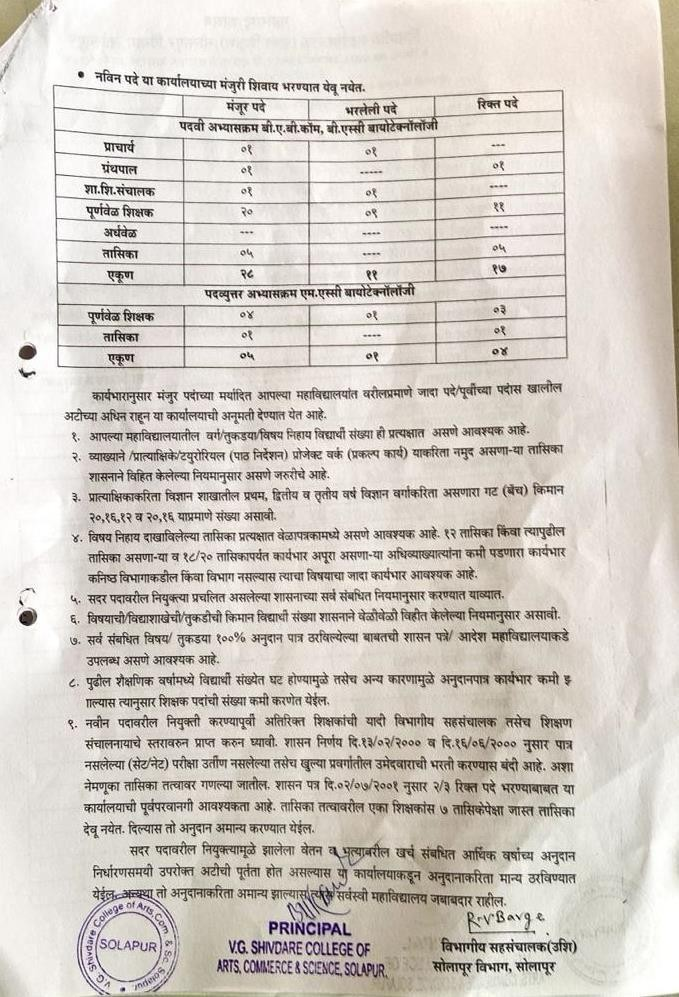 • नविन पदे या कार्यालयाच्या मंजुरी शिवाय भरण्यात येवू नयेत.
मंजूर पदे भरलेली पदे रिक्त पदे
पदवी अभ्यासक्रम बी.ए.बी.कॉम, बी.एस्सी बायोटेक्नॉलॉजी
प्राचार्य ०१ ०१ ---
ग्रंथपाल ०१ ----- ०१
शा.शि.संचालक ०१ ०१ ----
पूर्णवेळ शिक्षक २० ०९ ११
अर्धवेळ --- ---- ----
तासिका ०५ ---- ०५
एकूण २८ ११ १७
पदव्युत्तर अभ्यासक्रम एम.एस्सी बायोटेक्नॉलॉजी
पूर्णवेळ शिक्षक ०४ ०१ ०३
तासिका ०१ ---- ०१
एकूण ०५ ०१ ०४
कार्यभारानुसार मंजुर पदाच्या मर्यादित आपल्या महाविद्यालयांत वरीलप्रमाणे जादा पदे/पूर्वीच्या पदास खालील
अटीच्या अधिन राहून या कार्यालयाची अनूमती देण्यात येत आहे.
१. आपल्या महाविद्यालयातील वर्ग/तुकडया/विषय निहाय विद्यार्थी संख्या ही प्रत्यक्षात असणे आवश्यक आहे.
२. व्याख्याने /प्रात्याक्षिके/टयुरोरियल (पाठ निर्देशन) प्रोजेक्ट वर्क (प्रकल्प कार्य) याकरिता नमुद असणा-या तासिका
शासनाने विहित केलेल्या नियमानुसार असणे जरुरीचे आहे.
३. प्रात्याक्षिकाकरिता विज्ञान शाखातील प्रथम, द्वितीय व तृतीय वर्ष विज्ञान वर्गाकरिता असणारा गट (बॅच) किमान
२०,१६,१२ व २०,१६ याप्रमाणे संख्या असावी.
४. विषय निहाय दाखविलेल्या तासिका प्रत्यक्षात वेळापत्रकामध्ये असणे आवश्यक आहे. १२ तासिका किंवा त्यापुढील
तासिका असणा-या व १८/२० तासिकापर्यत कार्यभार अपूरा असणा-या अधिव्याख्यात्यांना कमी पडणारा कार्यभार
कनिष्ठ विभागाकडील किंवा विभाग नसल्यास त्याचा विषयाचा जादा कार्यभार आवश्यक आहे.
५. सदर पदावरील नियुक्त्या प्रचलित असलेल्या शासनाच्या सर्व संबधित नियमानुसार करण्यात याव्यात.
६. विषयाची/विद्याशाखेची/तुकडीची किमान विद्यार्थी संख्या शासनाने वेळीवेळी विहीत केलेल्या नियमानुसार असावी.
७. सर्व संबधित विषय/ तुकडया १००% अनुदान पात्र ठरविल्येल्या बाबतची शासन पत्रे/ आदेश महाविद्यालयाकडे
उपलब्ध असणे आवश्यक आहे.
८. पुढील शैक्षणिक वर्षामध्ये विद्यार्थी संख्येत घट होण्यामुळे तसेच अन्य कारणामुळे अनुदानपात्र कार्यभार कमी झ
ाल्यास त्यानुसार शिक्षक पदांची संख्या कमी करणेत येईल.
९. नवीन पदावरील नियुक्ती करण्यापूर्वी अतिरिक्त शिक्षकांची यादी विभागीय सहसंचालक तसेच शिक्षण
संचालनायाचे स्तरावरुन प्राप्त करुन घ्यावी. शासन निर्णय दि.१३/०२/२००० व दि.१६/०६/२००० नुसार पात्र
नसलेल्या (सेट/नेट) परीक्षा उर्तीण नसलेल्या तसेच खुल्या प्रवर्गातील उमेदवाराची भरती करण्यास बंदी आहे. अशा
नेमणूका तासिका तत्वावर गणल्या जातील. शासन पात्र दि.०२/०७/२००१ नुसार २/३ रिक्त पदे भरण्याबाबत या
कार्यालयाची पूर्वपरवानगी आवश्यकता आहे. तासिका तत्वावरील एका शिक्षकांस ७ तासिकेपेक्षा जास्त तासिका
देवू नयेत. दिल्यास तो अनुदान अमान्य करण्यात येईल.
सदर पदावरील नियुक्त्यामूळे झालेला वेतन व भत्यावरील खर्च संबधित आर्थिक वर्षाच्य अनुदान
निर्धारणसमयी उपरोक्त अटीची पूर्तता होत असल्यास या कार्यालयाकडून अनुदानाकरिता मान्य ठरविण्यात
येईल. अन्यथा तो अनुदानाकरिता अमान्य झाल्यास सर्वस्वी महाविद्यालय जबाबदार राहील.
R.V.Barge
विभागीय सहसंचालक(उशि)
सोलापूर विभाग, सोलापूर
PRINCIPAL
V.G. SHIVDARE COLLEGE OF
ARTS, COMMERCE & SCIENCE, SOLAPUR.
V.G. Shivdare College of Arts, Com. & Sc. Solapur.
SOLAPUR